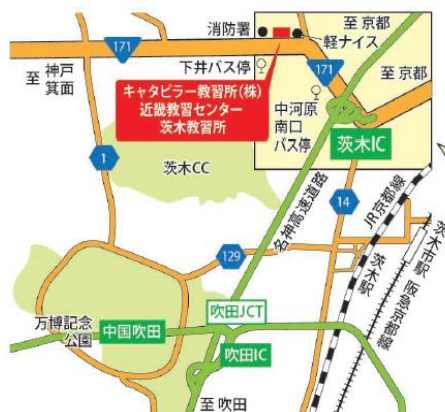 消防署
至 京都
軽ナイス
171
下井バス停
至
神戸
箕面
キャタピラー教習所(株)
近畿教習センター
茨木教習所
171
至 京都
中河原
南口
バス停
茨木IC
1
茨木CC
名神高速道路
14
JR京都線
茨木駅
茨木市駅
阪急京都線
129
万博記念
公園
中国吹田
吹田JCT
吹田IC
至 吹田